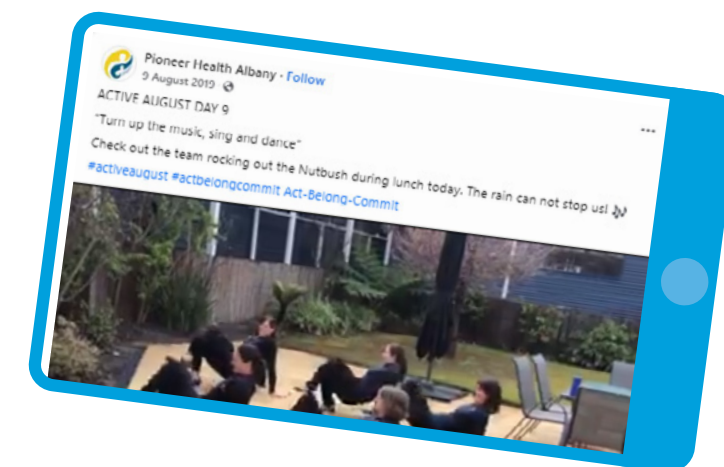 Pioneer Health Albany · Follow
9 August 2019 ·
ACTIVE AUGUST DAY 9
"Turn up the music, sing and dance"
Check out the team rocking out the Nutbush during lunch today. The rain can not stop us! 🎶
#activeaugust #actbelongcommit Act-Belong-Commit